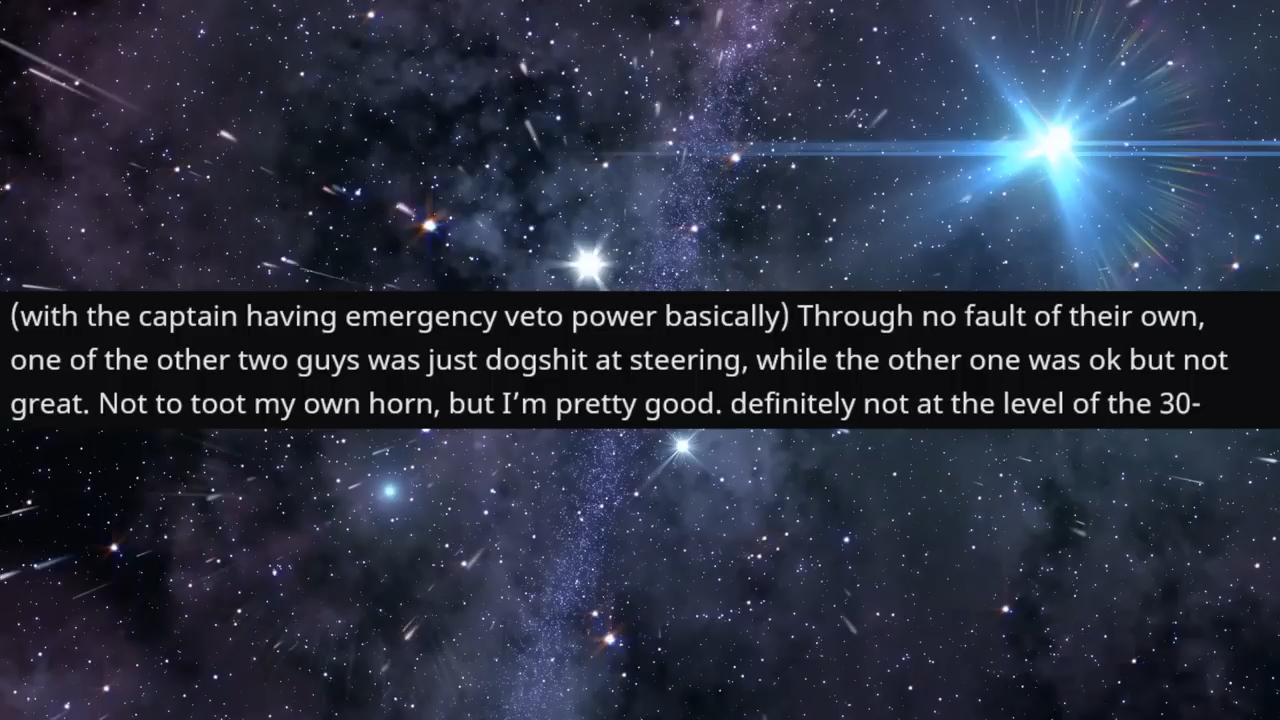 (with the captain having emergency veto power basically) Through no fault of their own,
one of the other two guys was just dogshit at steering, while the other one was ok but not
great. Not to toot my own horn, but I’m pretty good. definitely not at the level of the 30-